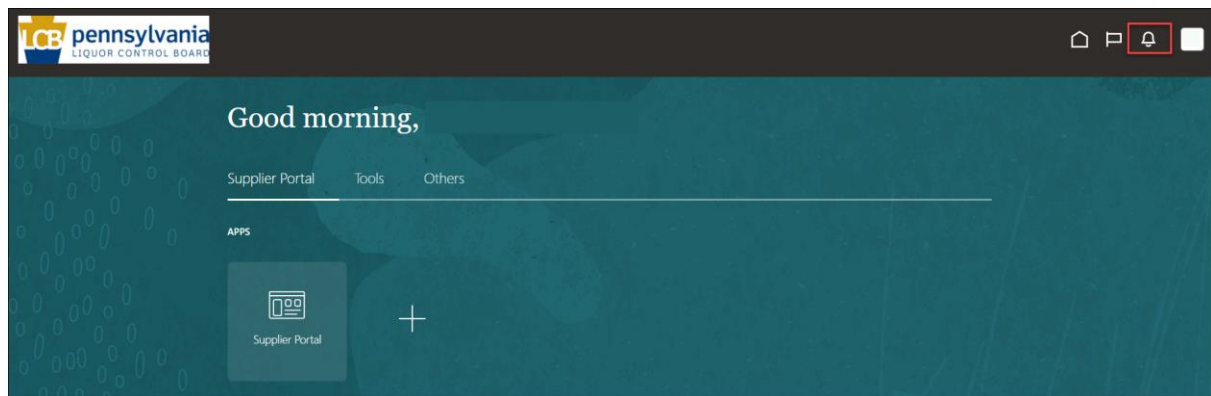 LCB pennsylvania
LIQUOR CONTROL BOARD
Good morning,
Supplier Portal Tools Others
APPS
Supplier Portal